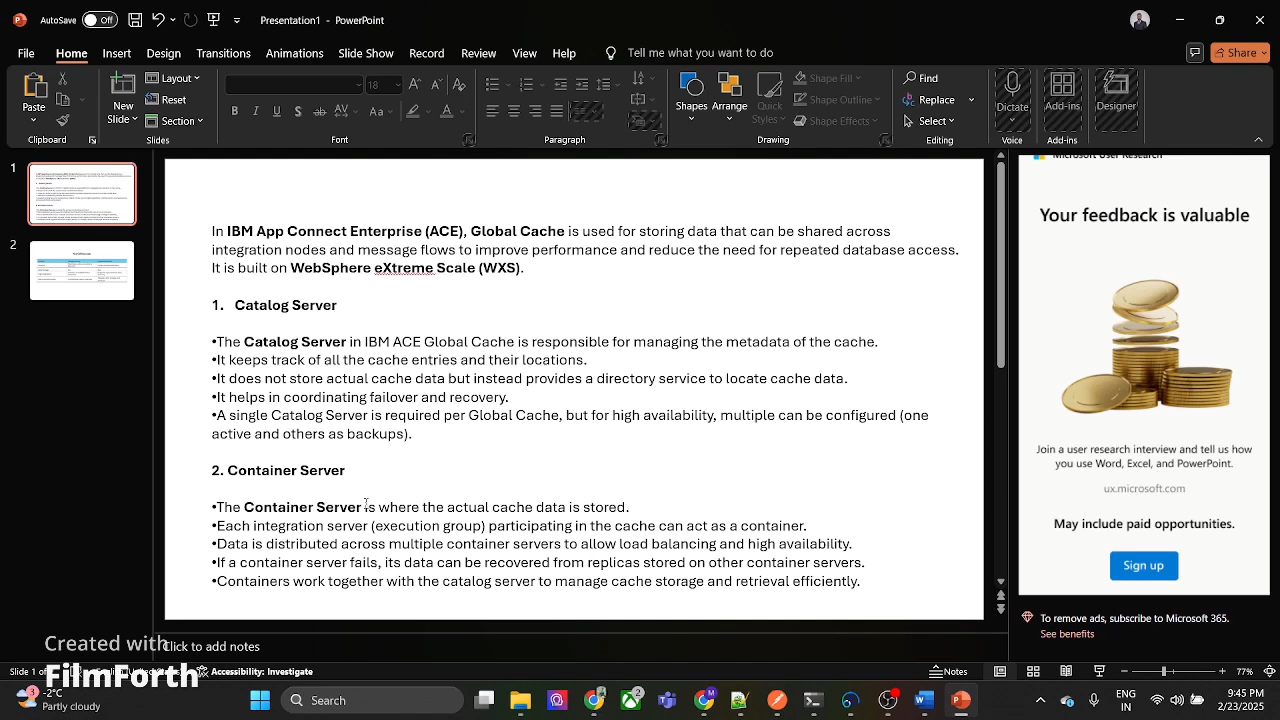 AutoSave Off Presentation1 - PowerPoint
File Home Insert Design Transitions Animations Slide Show Record Review View Help Tell me what you want to do Share
Paste
Clipboard
New
Slide
Layout
Reset
Section
Slides
18
B I U S ab AV Aa A
Font
Paragraph
Shapes
Arrange
Quick
Styles
Shape Fill
Shape Outline
Shape Effects
Drawing
Find
Replace
Select
Editing
Dictate
Voice
Add-ins
Add-ins
Designer
1
2
In IBM App Connect Enterprise (ACE), Global Cache is used for storing data that can be shared across
integration nodes and message flows to improve performance and reduce the need for repeated database access.
It is built on WebSphere eXtreme Scale (WXS).
1. Catalog Server
•The Catalog Server in IBM ACE Global Cache is responsible for managing the metadata of the cache.
•It keeps track of all the cache entries and their locations.
•It does not store actual cache data but instead provides a directory service to locate cache data.
•It helps in coordinating failover and recovery.
•A single Catalog Server is required per Global Cache, but for high availability, multiple can be configured (one
active and others as backups).
2. Container Server
•The Container Server is where the actual cache data is stored.
•Each integration server (execution group) participating in the cache can act as a container.
•Data is distributed across multiple container servers to allow load balancing and high availability.
•If a container server fails, its data can be recovered from replicas stored on other container servers.
•Containers work together with the catalog server to manage cache storage and retrieval efficiently.
Microsoft User Research
Your feedback is valuable
Join a user research interview and tell us how
you use Word, Excel, and PowerPoint.
ux.microsoft.com
May include paid opportunities.
Sign up
To remove ads, subscribe to Microsoft 365.
See benefits
Click to add notes
Created with
FilmForth
Slide 1 of
Accessibility: Investigate
Notes
77%
3
-2°C
Partly cloudy
Search
ENG
IN
9:45 PM
2/23/2025